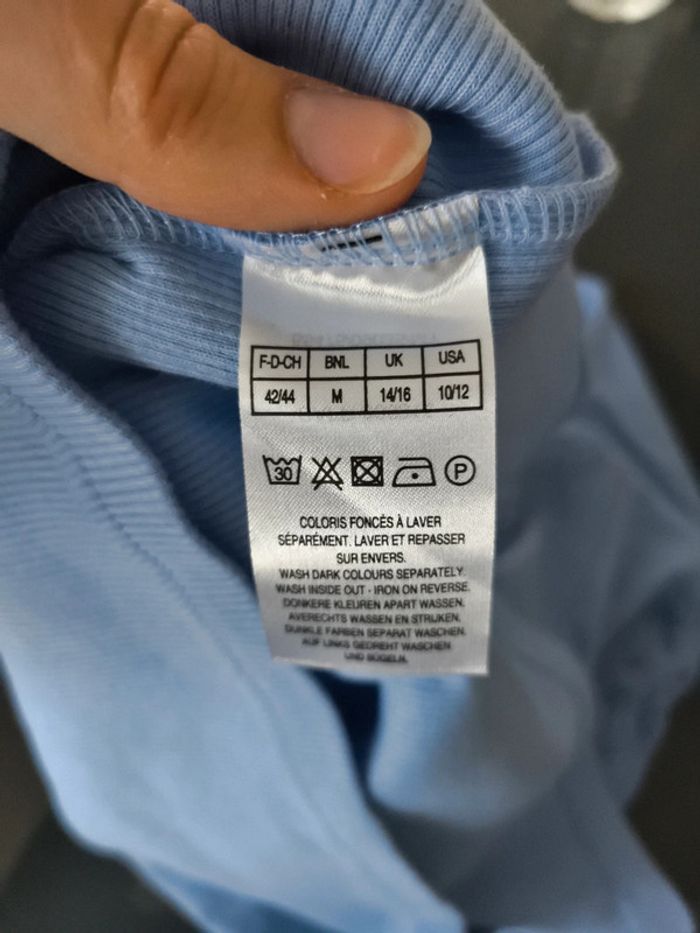 F-D-CH BNL UK USA
42/44 M 14/16 10/12
30 P
COLORIS FONCÉS À LAVER
SÉPARÉMENT. LAVER ET REPASSER
SUR ENVERS.
WASH DARK COLOURS SEPARATELY.
WASH INSIDE OUT - IRON ON REVERSE.
DONKERE KLEUREN APART WASSEN.
AVERECHTS WASSEN EN STRIJKEN.
DUNKLE FARBEN SEPARAT WASCHEN.
AUF LINKS GEDREHT WASCHEN
UND BÜGELN.